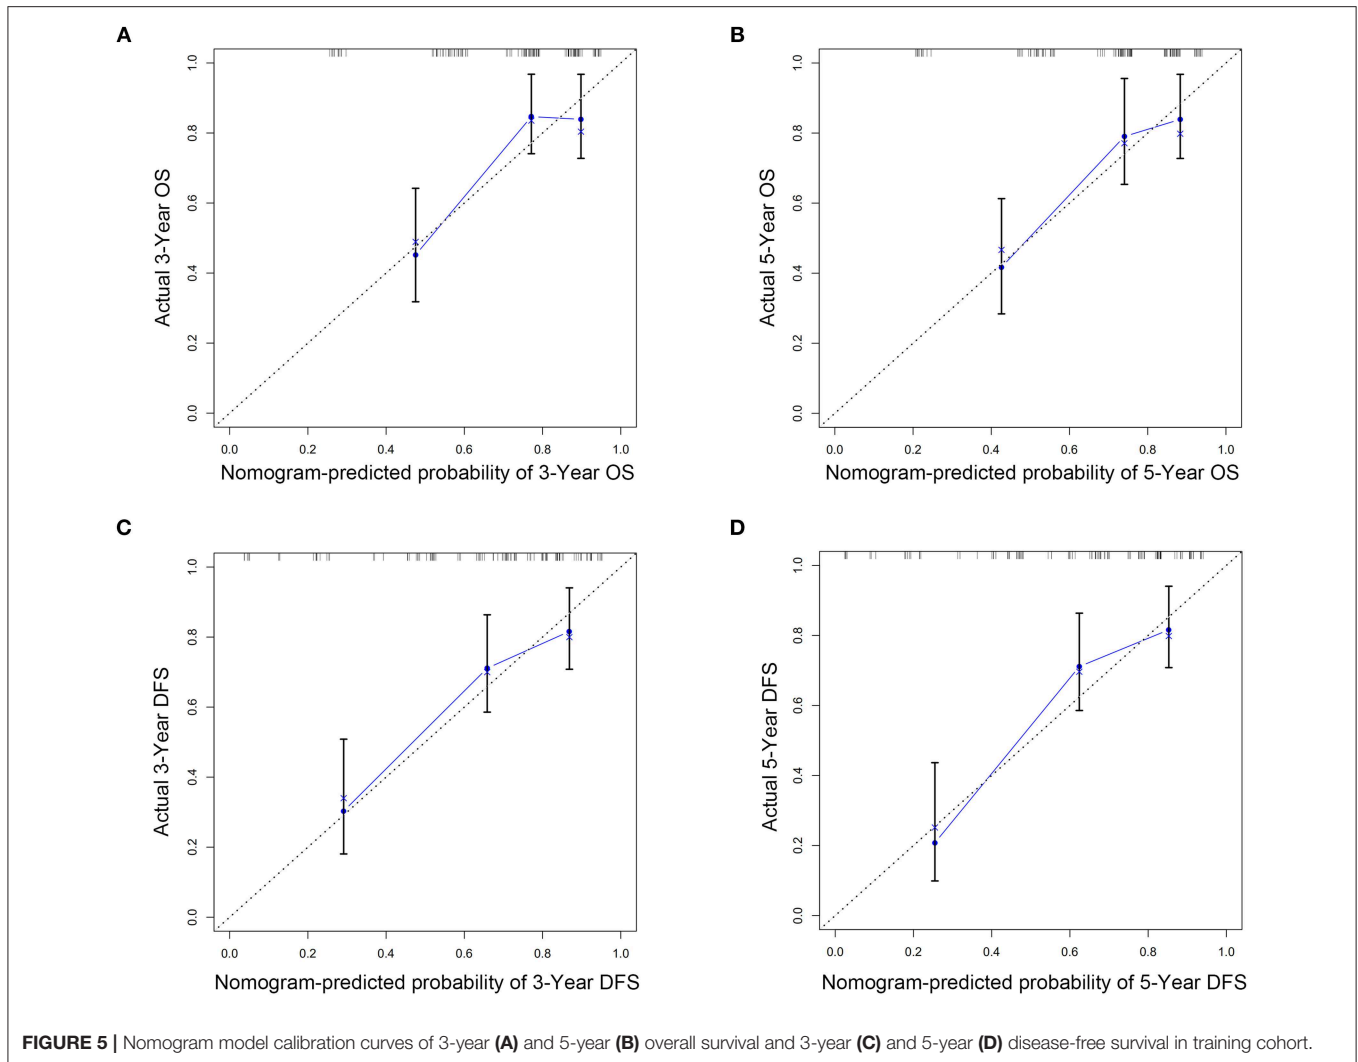 A
B
1.0
0.8
0.6
0.4
0.2
0.0
Actual 3-Year OS
0.0 0.2 0.4 0.6 0.8 1.0
Nomogram-predicted probability of 3-Year OS
1.0
0.8
0.6
0.4
0.2
0.0
Actual 5-Year OS
0.0 0.2 0.4 0.6 0.8 1.0
Nomogram-predicted probability of 5-Year OS
C
D
1.0
0.8
0.6
0.4
0.2
0.0
Actual 3-Year DFS
0.0 0.2 0.4 0.6 0.8 1.0
Nomogram-predicted probability of 3-Year DFS
1.0
0.8
0.6
0.4
0.2
0.0
Actual 5-Year DFS
0.0 0.2 0.4 0.6 0.8 1.0
Nomogram-predicted probability of 5-Year DFS
FIGURE 5 | Nomogram model calibration curves of 3-year (A) and 5-year (B) overall survival and 3-year (C) and 5-year (D) disease-free survival in training cohort.